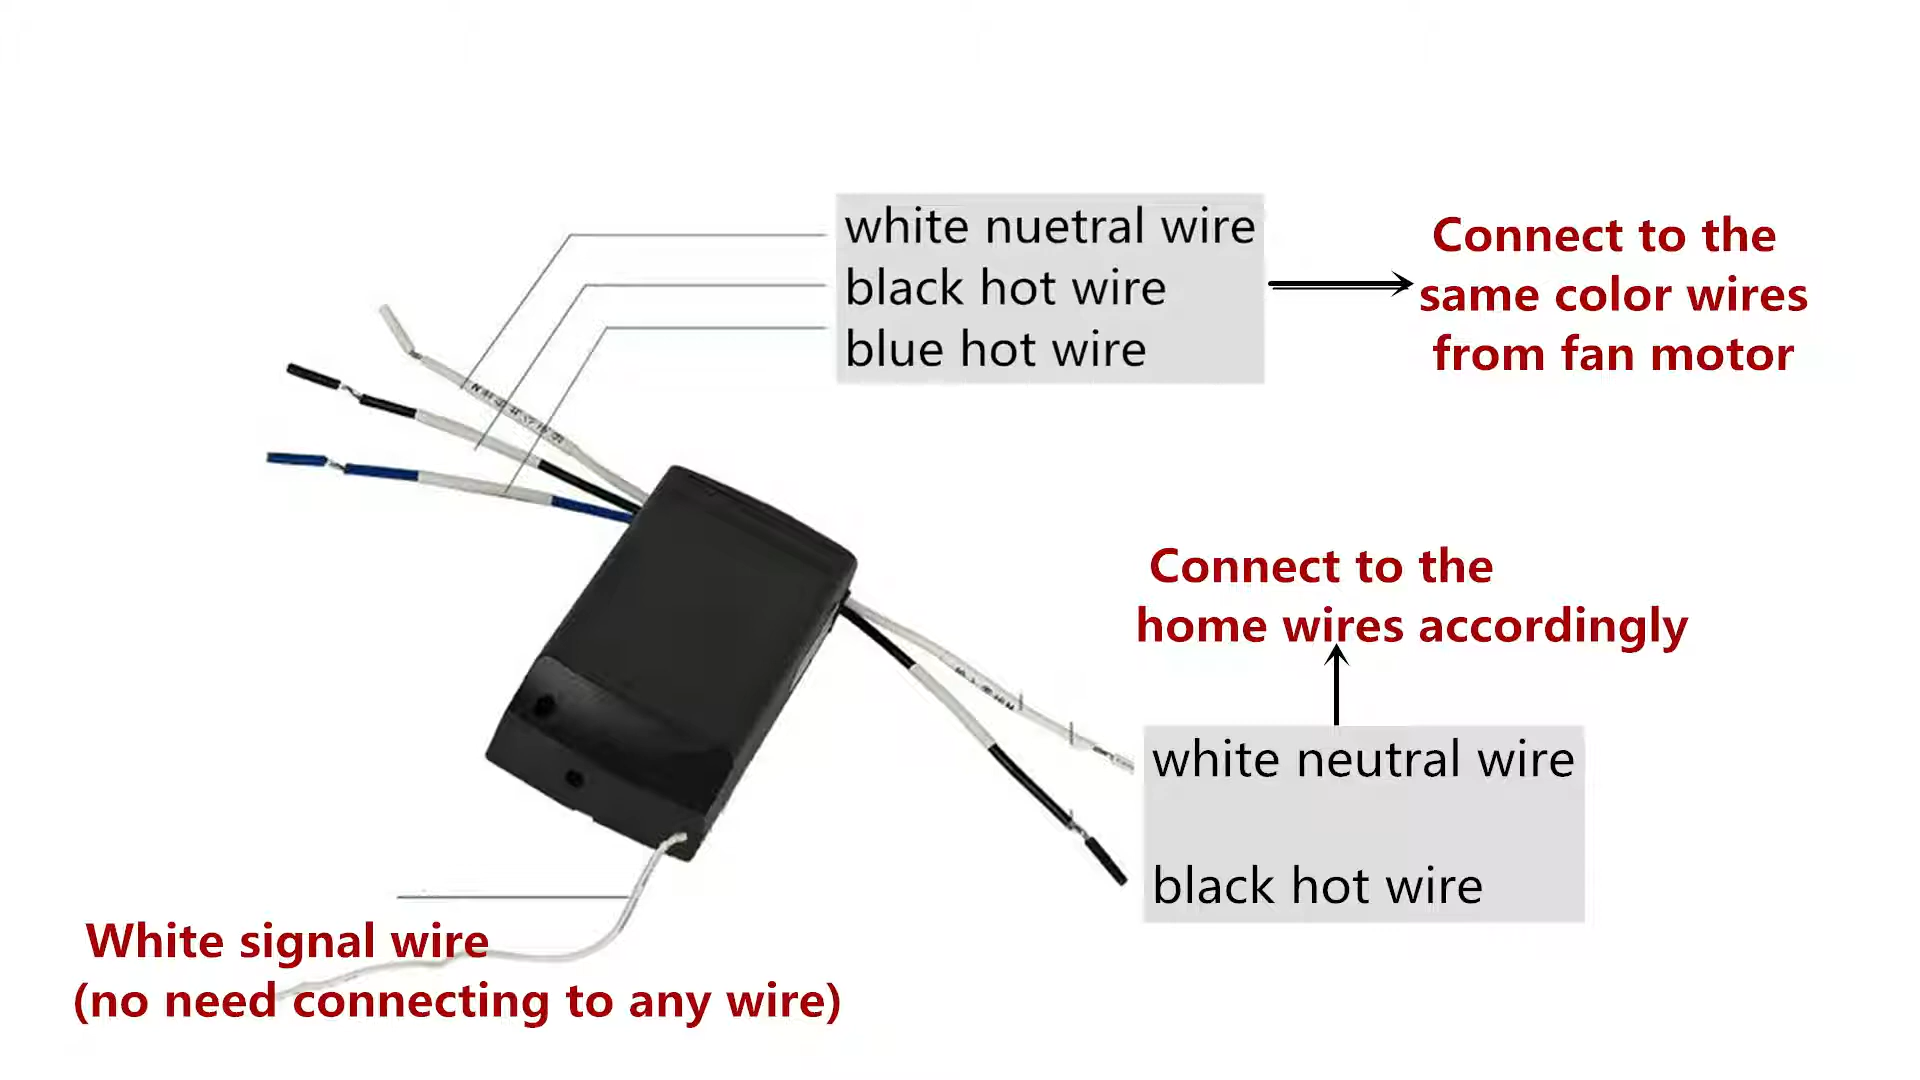 white nuetral wire
black hot wire
blue hot wire
Connect to the
same color wires
from fan motor
Connect to the
home wires accordingly
white neutral wire
black hot wire
White signal wire
(no need connecting to any wire)